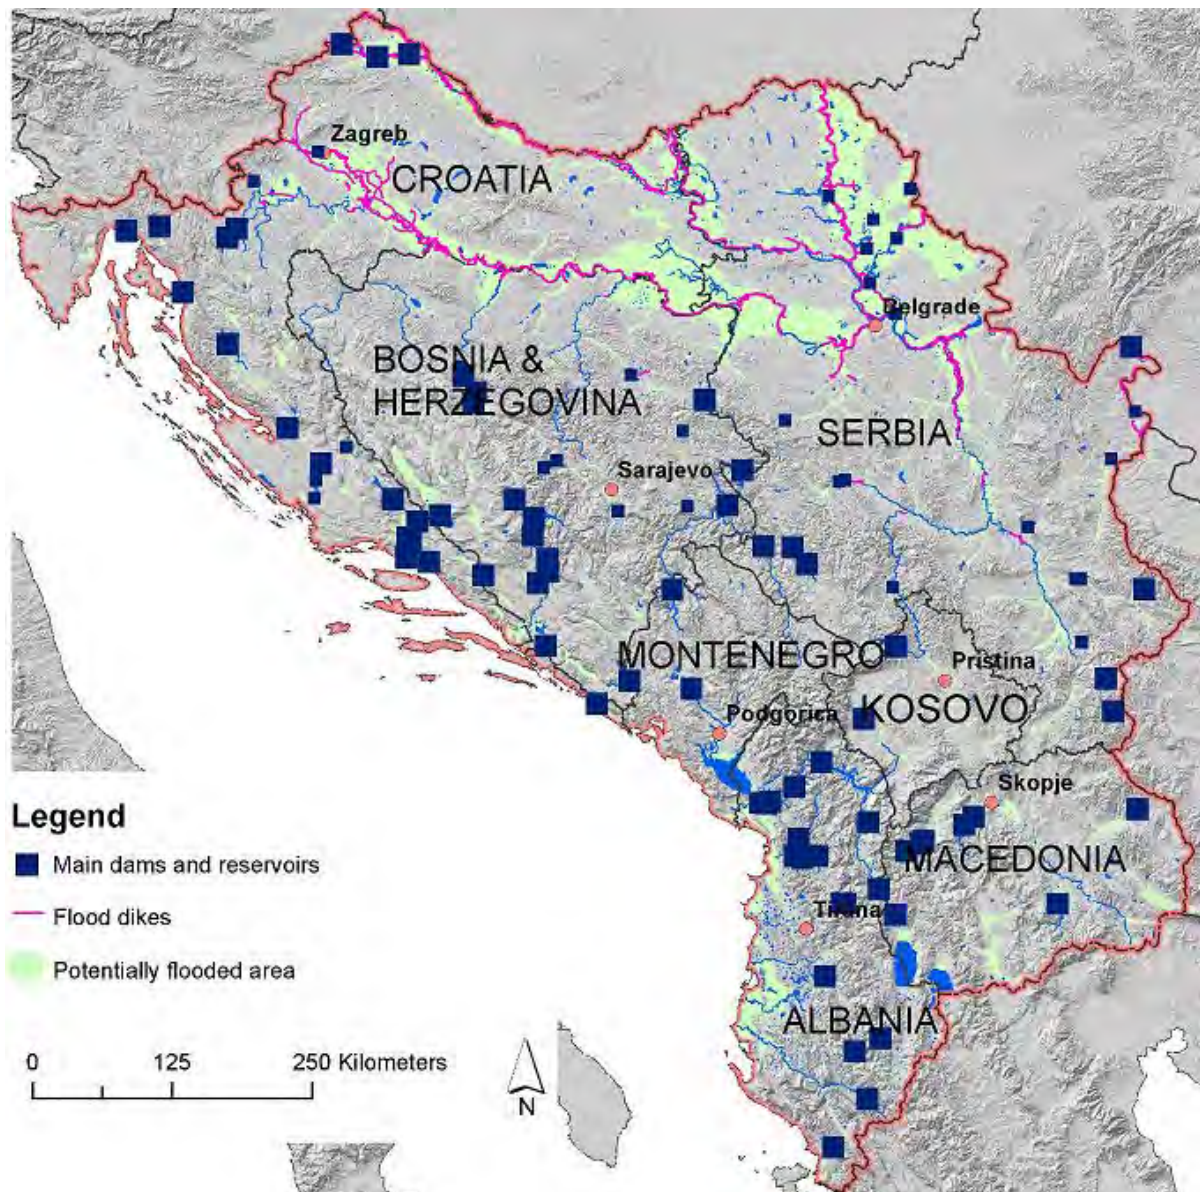 Zagreb
CROATIA
Belgrade
BOSNIA &
HERZEGOVINA
SERBIA
Sarajevo
MONTENEGRO
Pristina
KOSOVO
Podgorica
Skopje
MACEDONIA
Tirana
ALBANIA
Legend
Main dams and reservoirs
Flood dikes
Potentially flooded area
0 125 250 Kilometers
N